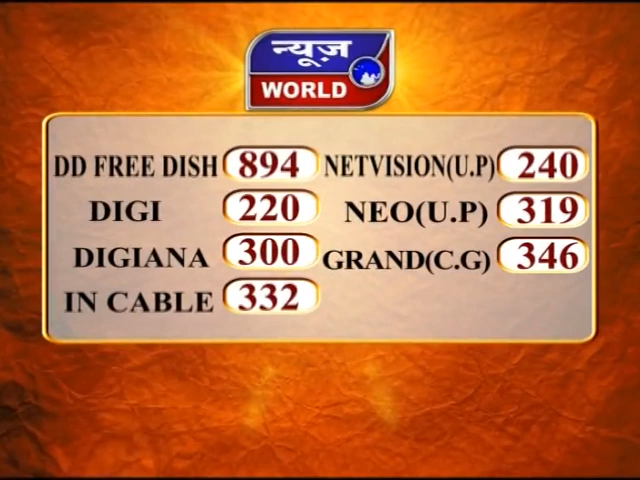 न्यूज़
WORLD
DD FREE DISH 894 NETVISION(U.P) 240
DIGI 220 NEO(U.P) 319
DIGIANA 300 GRAND(C.G) 346
IN CABLE 332